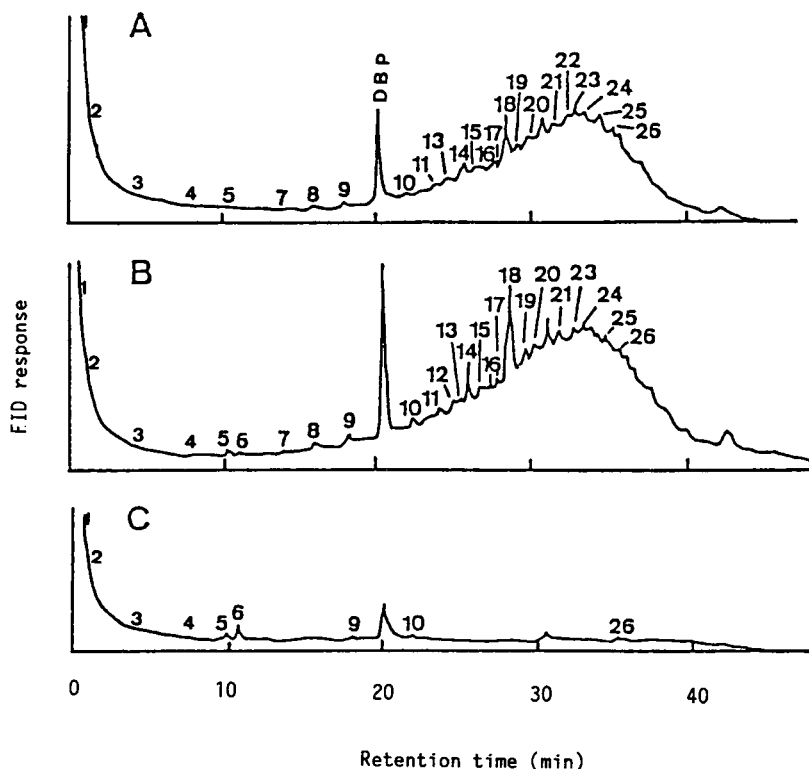 A
1
2
3 4 5 7 8 9
DBP
10 11 13 14 15 16 17 18 19 20 21 22 23 24 25 26
B
1
2
3 4 5 6 7 8 9
10 11 12 13 14 15 16 17 18 19 20 21 23 24 25 26
C
1
2
3 4 5 6 9 10 26
FID response
0 10 20 30 40
Retention time (min)